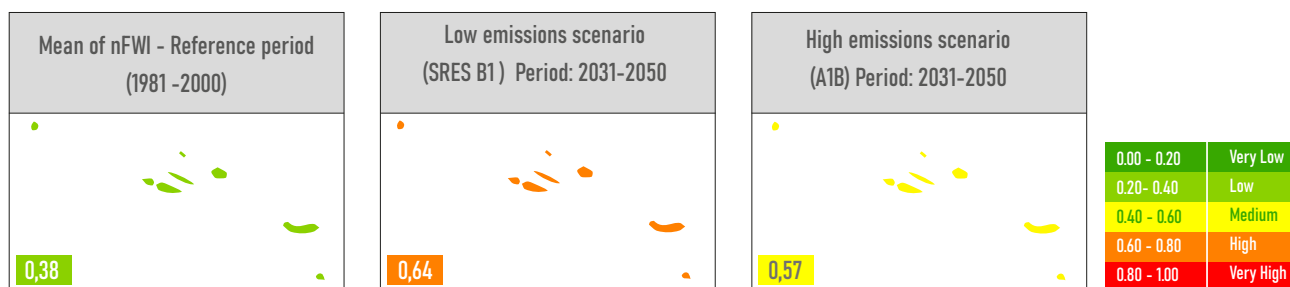 Mean of nFWI - Reference period
(1981 -2000)
Low emissions scenario
(SRES B1 ) Period: 2031-2050
High emissions scenario
(A1B) Period: 2031-2050
0,38
0,64
0,57
0.00 - 0.20 Very Low
0.20- 0.40 Low
0.40 - 0.60 Medium
0.60 - 0.80 High
0.80 - 1.00 Very High